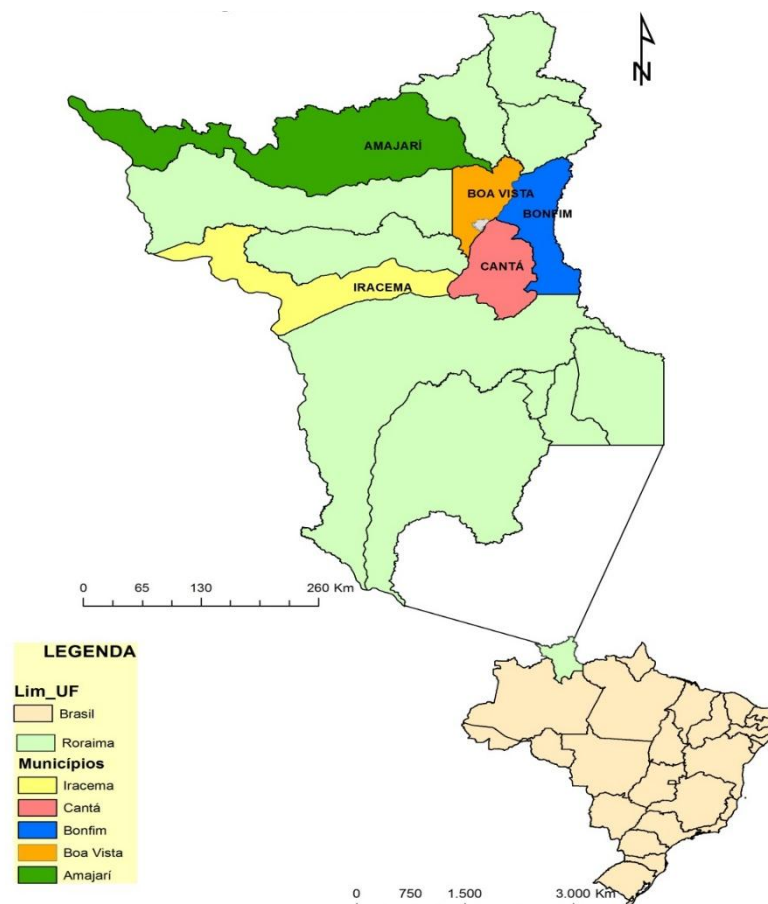 N
AMAJARÍ
BOA VISTA
BONFIM
CANTÁ
IRACEMA
0 65 130 260 Km
LEGENDA
Lim_UF
Brasil
Roraima
Municípios
Iracema
Cantá
Bonfim
Boa Vista
Amajarí
0 750 1.500 3.000 Km